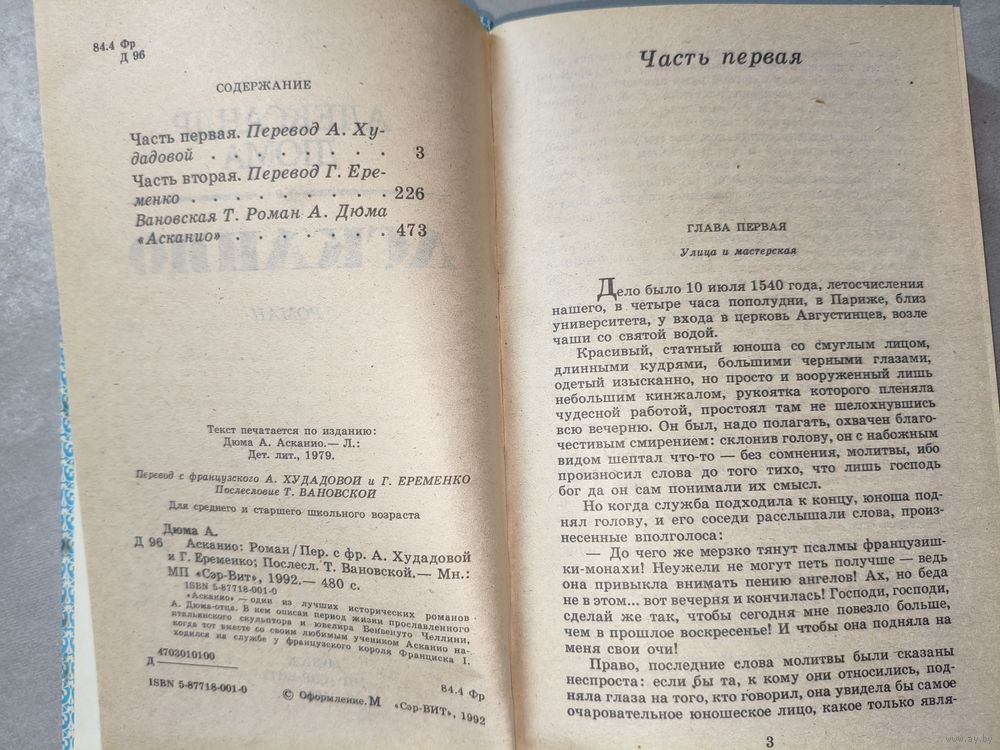 84.4 Фр
Д 96
СОДЕРЖАНИЕ
Часть первая. Перевод А. Ху-
дадовой . . . . . . . . . 3
Часть вторая. Перевод Г. Ере-
менко . . . . . . . . . . 226
Вановская Т. Роман А. Дюма
«Асканио» . . . . . . . . 473
Текст печатается по изданию:
Дюма А. Асканио.— Л.:
Дет. лит., 1979.
Перевод с французского А. ХУДАДОВОЙ и Г. ЕРЕМЕНКО
Послесловие Т. ВАНОВСКОЙ
Для среднего и старшего школьного возраста
Дюма А.
Д 96 Асканио: Роман/Пер. с фр. А. Худадовой
и Г. Еременко; Послесл. Т. Вановской.— Мн.:
МП «Сэр-Вит», 1992.— 480 с.
ISBN 5-87718-001-0
«Асканио» — один из лучших исторических романов
А. Дюма-отца. В нем описан период жизни прославленного
итальянского скульптора и ювелира Бенвенуто Челлини,
когда тот вместе со своим любимым учеником Асканио на-
ходился на службе у французского короля Франциска I.
Д 4703010100
84.4 Фр
ISBN 5-87718-001-0
© Оформление. М «Сэр-ВИТ», 1992
Часть первая
ГЛАВА ПЕРВАЯ
Улица и мастерская
Дело было 10 июля 1540 года, летосчисления
нашего, в четыре часа пополудни, в Париже, близ
университета, у входа в церковь Августинцев, возле
чаши со святой водой.
Красивый, статный юноша со смуглым лицом,
длинными кудрями, большими черными глазами,
одетый изысканно, но просто и вооруженный лишь
небольшим кинжалом, рукоятка которого пленяла
чудесной работой, простоял там не шелохнувшись
всю вечерню. Он был, надо полагать, охвачен благо-
честивым смирением: склонив голову, он с набожным
видом шептал что-то — без сомнения, молитвы, ибо
произносил слова до того тихо, что лишь господь
бог да он сам понимали их смысл.
Но когда служба подходила к концу, юноша под-
нял голову, и его соседи расслышали слова, произ-
несенные вполголоса:
— До чего же мерзко тянут псалмы французиш-
ки-монахи! Неужели не могут петь получше — ведь
она привыкла внимать пению ангелов! Ах, но беда
не в этом... вот вечерня и кончилась! Господи, господи,
сделай же так, чтобы сегодня мне повезло больше,
чем в прошлое воскресенье! И чтобы она подняла на
меня свои очи!
Право, последние слова молитвы были сказаны
неспроста: если бы та, к кому они относились, под-
няла глаза на того, кто говорил, она увидела бы самое
очаровательное юношеское лицо, какое только явля-
3
www.ay.by